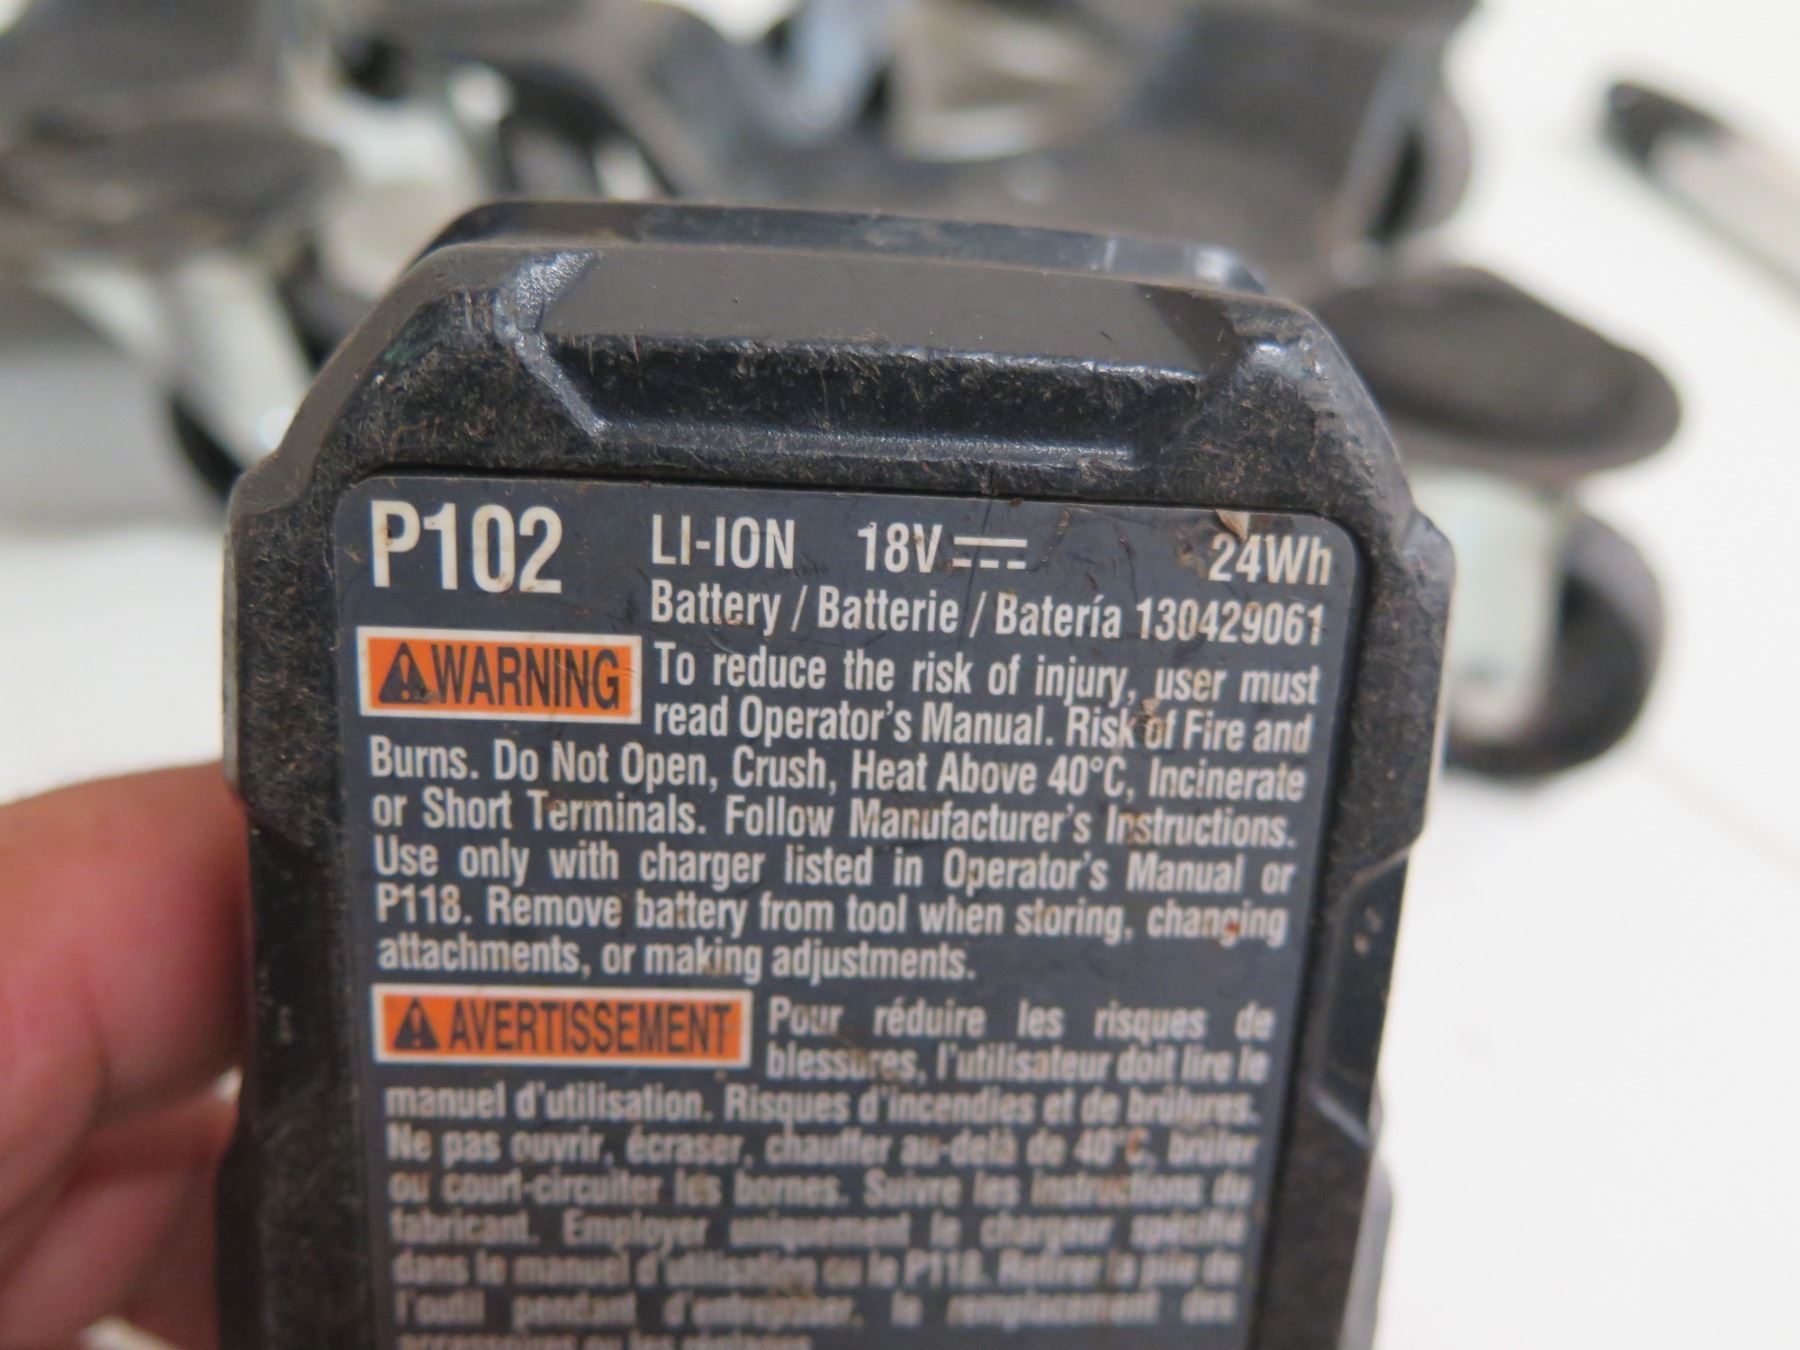 P102 LI-ION 18V 24Wh
Battery / Batterie / Batería 130429061
WARNING To reduce the risk of injury, user must
read Operator's Manual. Risk of Fire and
Burns. Do Not Open, Crush, Heat Above 40°C, Incinerate
or Short Terminals. Follow Manufacturer's Instructions.
Use only with charger listed in Operator's Manual or
P118. Remove battery from tool when storing, changing
attachments, or making adjustments.
AVERTISSEMENT Pour réduire les risques de
blessures, l'utilisateur doit lire le
manuel d'utilisation. Risques d'incendies et de brûlures.
Ne pas ouvrir, écraser, chauffer au-delà de 40°C, brûler
ou court-circuiter les bornes. Suivre les instructions du
fabricant. Employer uniquement le chargeur spécifié
dans le manuel d'utilisation ou le P118. Retirer la pile de
l'outil pendant d'entreposer, le remplacement des
accessoires ou les réglages.